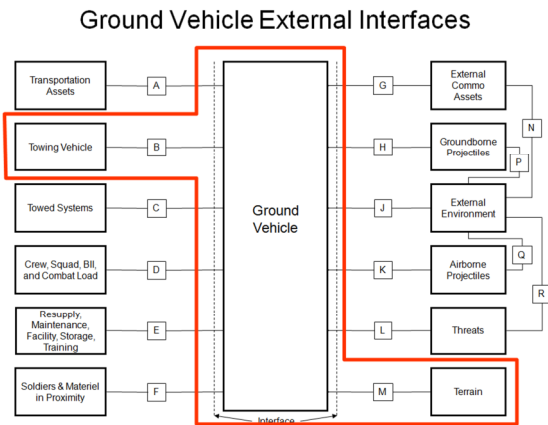 Ground Vehicle External Interfaces
Transportation
Assets
A
G
External
Commo
Assets
N
Towing Vehicle
B
H
Groundborne
Projectiles
P
Towed Systems
C
Ground
Vehicle
J
External
Environment
Q
Crew, Squad, BII,
and Combat Load
D
K
Airborne
Projectiles
R
Resupply,
Maintenance,
Facility, Storage,
Training
E
L
Threats
Soldiers & Materiel
in Proximity
F
M
Terrain
Interface